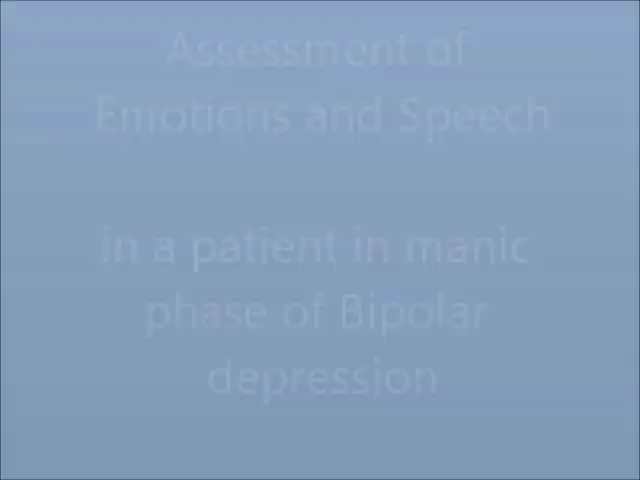 Assessment of
Emotions and Speech
in a patient in manic
phase of Bipolar
depression